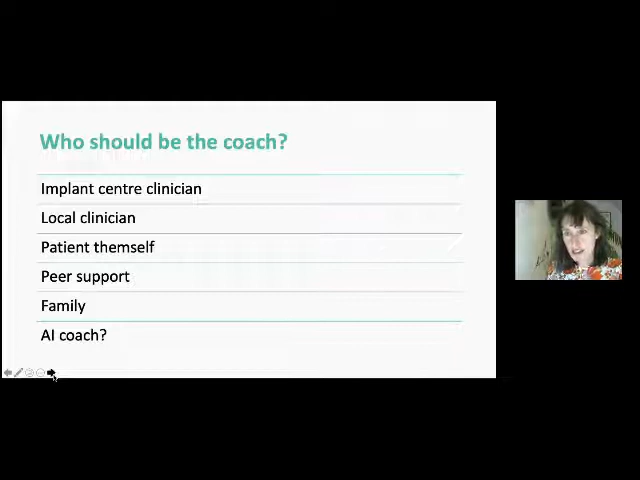 Who should be the coach?
Implant centre clinician
Local clinician
Patient themself
Peer support
Family
AI coach?